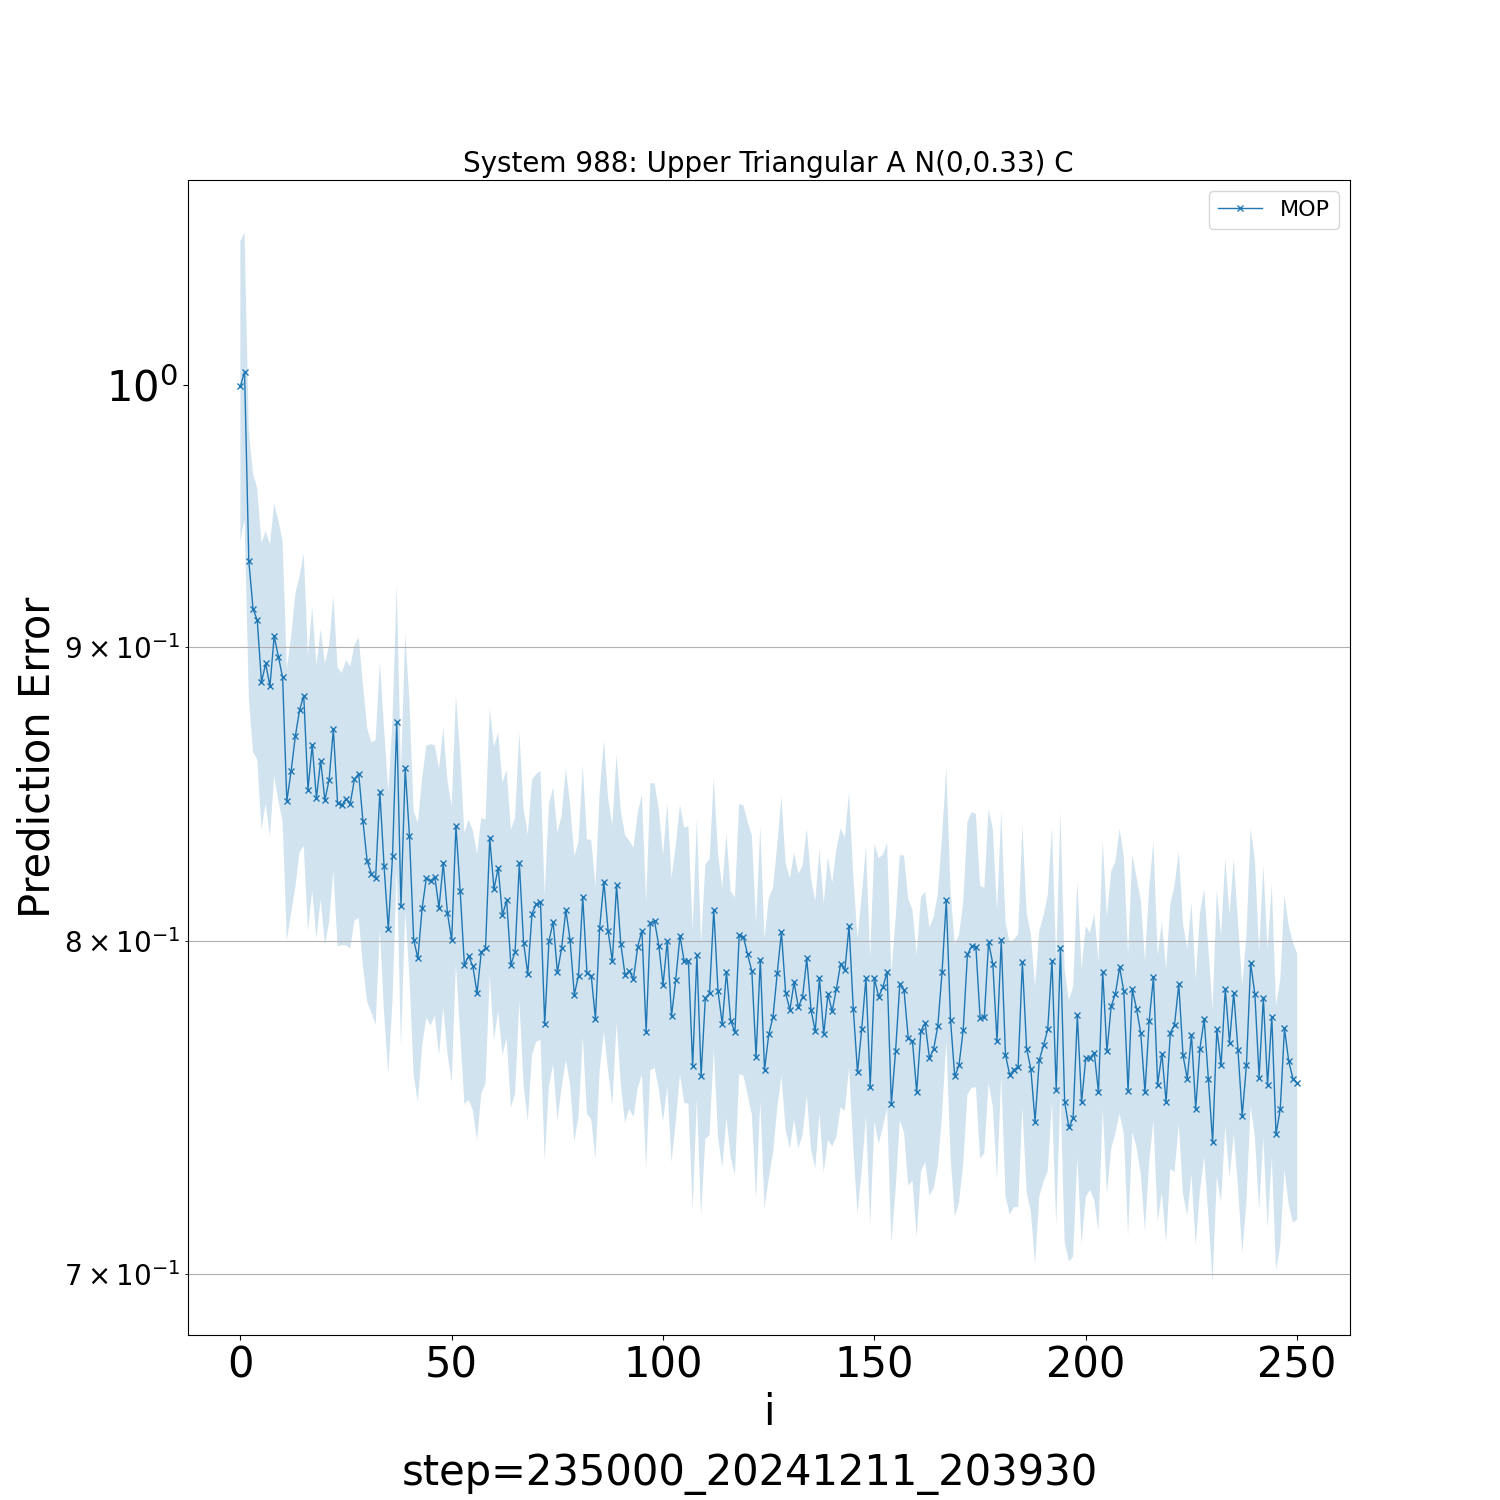 System 988: Upper Triangular A N(0,0.33) C
MOP
10⁰
9 × 10⁻¹
8 × 10⁻¹
7 × 10⁻¹
Prediction Error
0 50 100 150 200 250
i
step=235000_20241211_203930